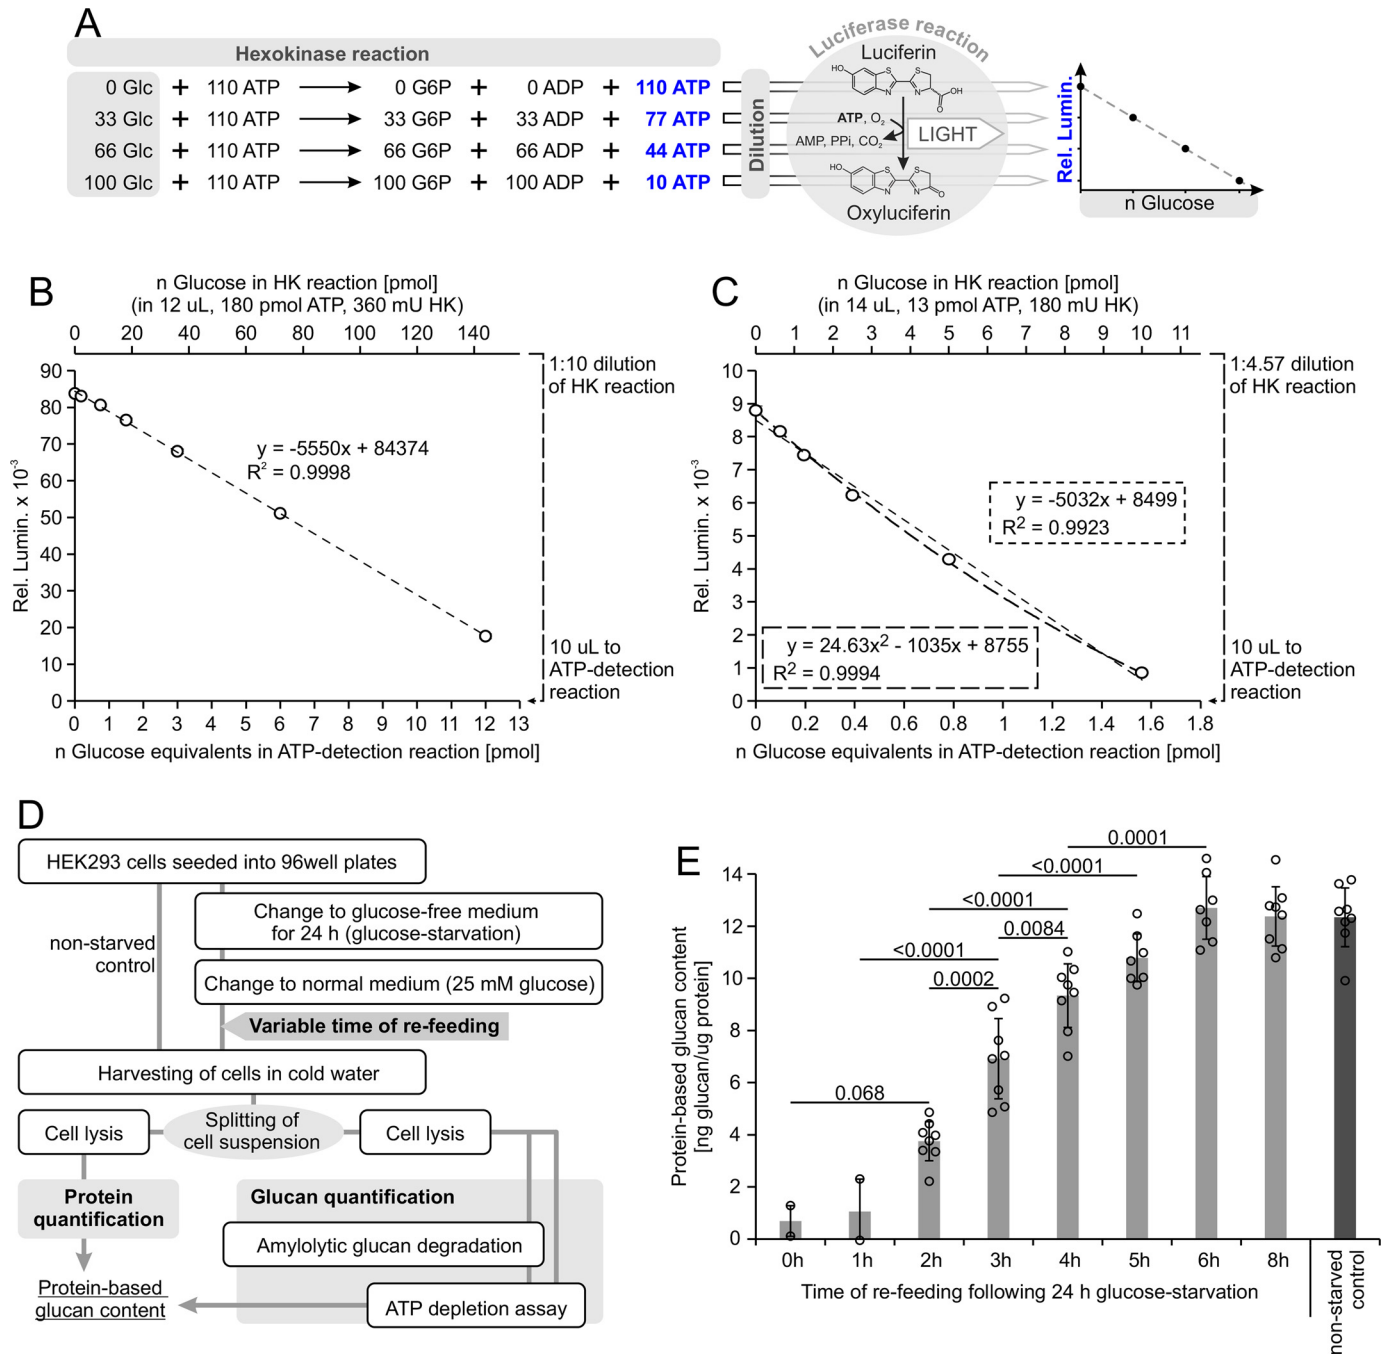 A
Hexokinase reaction
0 Glc + 110 ATP 0 G6P + 0 ADP + 110 ATP
33 Glc + 110 ATP 33 G6P + 33 ADP + 77 ATP
66 Glc + 110 ATP 66 G6P + 66 ADP + 44 ATP
100 Glc + 110 ATP 100 G6P + 100 ADP + 10 ATP
Dilution
Luciferase reaction
Luciferin
HO S S N N O OH
ATP, O2
AMP, PPi, CO2
LIGHT
HO S S N N O
Oxyluciferin
Rel. Lumin.
n Glucose
B
n Glucose in HK reaction [pmol]
(in 12 uL, 180 pmol ATP, 360 mU HK)
0 20 40 60 80 100 120 140
90
80
70
60
50
40
30
20
10
0
Rel. Lumin. x 10-3
y = -5550x + 84374
R2 = 0.9998
0 1 2 3 4 5 6 7 8 9 10 11 12 13
n Glucose equivalents in ATP-detection reaction [pmol]
1:10 dilution
of HK reaction
10 uL to
ATP-detection
reaction
C
n Glucose in HK reaction [pmol]
(in 14 uL, 13 pmol ATP, 180 mU HK)
0 1 2 3 4 5 6 7 8 9 10 11
10
9
8
7
6
5
4
3
2
1
0
Rel. Lumin. x 10-3
y = -5032x + 8499
R2 = 0.9923
y = 24.63x2 - 1035x + 8755
R2 = 0.9994
0 0.2 0.4 0.6 0.8 1 1.2 1.4 1.6 1.8
n Glucose equivalents in ATP-detection reaction [pmol]
1:4.57 dilution
of HK reaction
10 uL to
ATP-detection
reaction
D
HEK293 cells seeded into 96well plates
non-starved
control
Change to glucose-free medium
for 24 h (glucose-starvation)
Change to normal medium (25 mM glucose)
Variable time of re-feeding
Harvesting of cells in cold water
Cell lysis
Splitting of
cell suspension
Cell lysis
Protein
quantification
Glucan quantification
Amylolytic glucan degradation
ATP depletion assay
Protein-based
glucan content
E
Protein-based glucan content
[ng glucan/ug protein]
14
12
10
8
6
4
2
0
0.0001
<0.0001
<0.0001
0.0084
<0.0001
0.0002
0.068
0h 1h 2h 3h 4h 5h 6h 8h
non-starved
control
Time of re-feeding following 24 h glucose-starvation